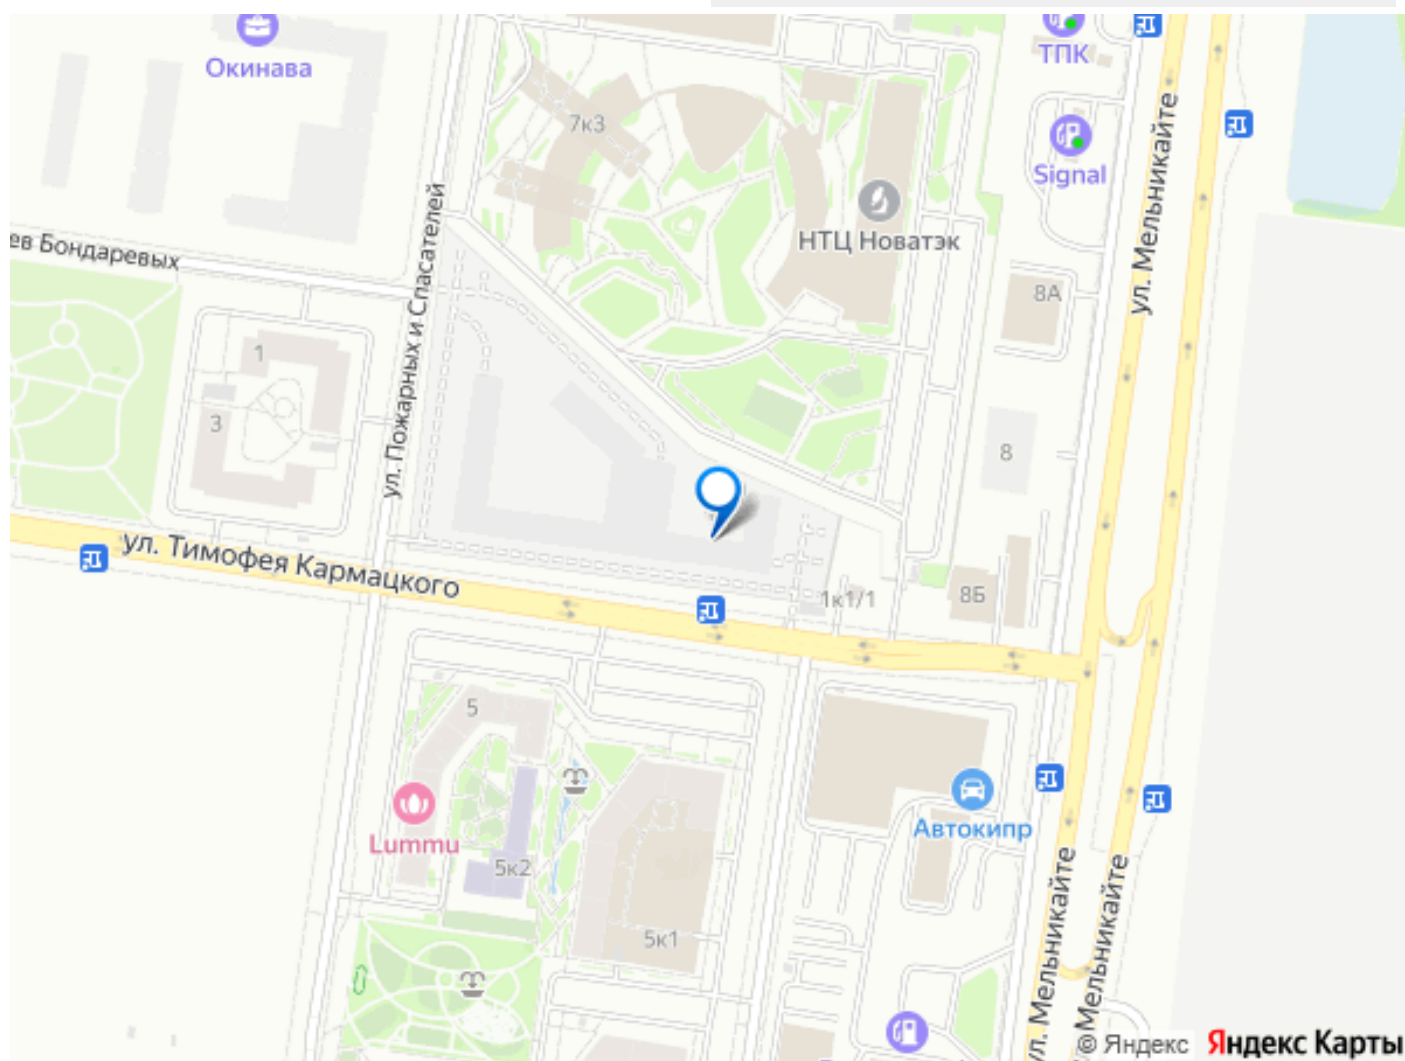 Окинава
ТПК
7к3
ул. Мельникайте
Signal
НТЦ Новатэк
ул. Пожарных и Спасателей
ев Бондаревых
8А
1
3
8
ул. Тимофея Кармацкого
1к1/1
8Б
5
Lummu
Автокипр
5к2
5к1
ул. Мельникайте
Мельникайте
© Яндекс Яндекс Карты